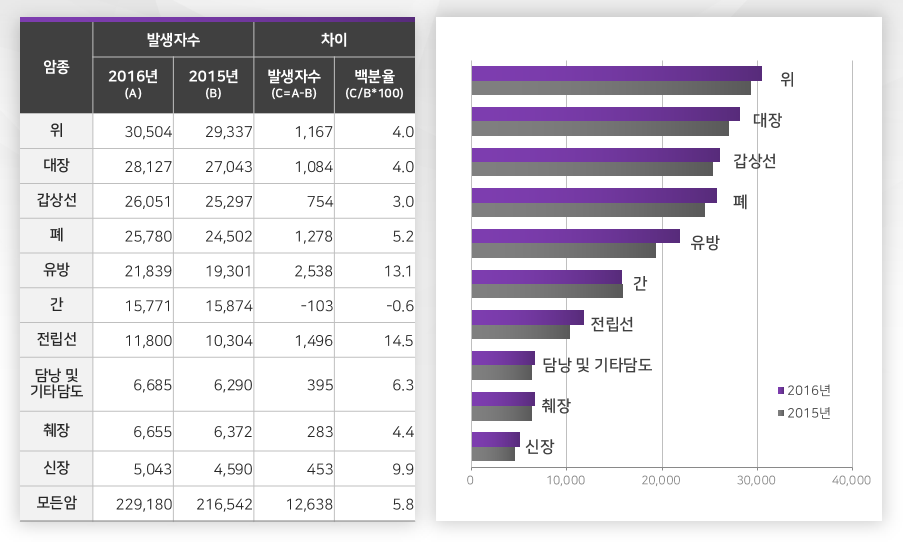 암종 발생자수 차이
2016년 2015년 발생자수 백분율
(A) (B) (C=A-B) (C/B*100)
위 30,504 29,337 1,167 4.0
대장 28,127 27,043 1,084 4.0
갑상선 26,051 25,297 754 3.0
폐 25,780 24,502 1,278 5.2
유방 21,839 19,301 2,538 13.1
간 15,771 15,874 -103 -0.6
전립선 11,800 10,304 1,496 14.5
담낭 및
기타담도 6,685 6,290 395 6.3
췌장 6,655 6,372 283 4.4
신장 5,043 4,590 453 9.9
모든암 229,180 216,542 12,638 5.8
위
대장
갑상선
폐
유방
간
전립선
담낭 및 기타담도
췌장
신장
2016년
2015년
0 10,000 20,000 30,000 40,000